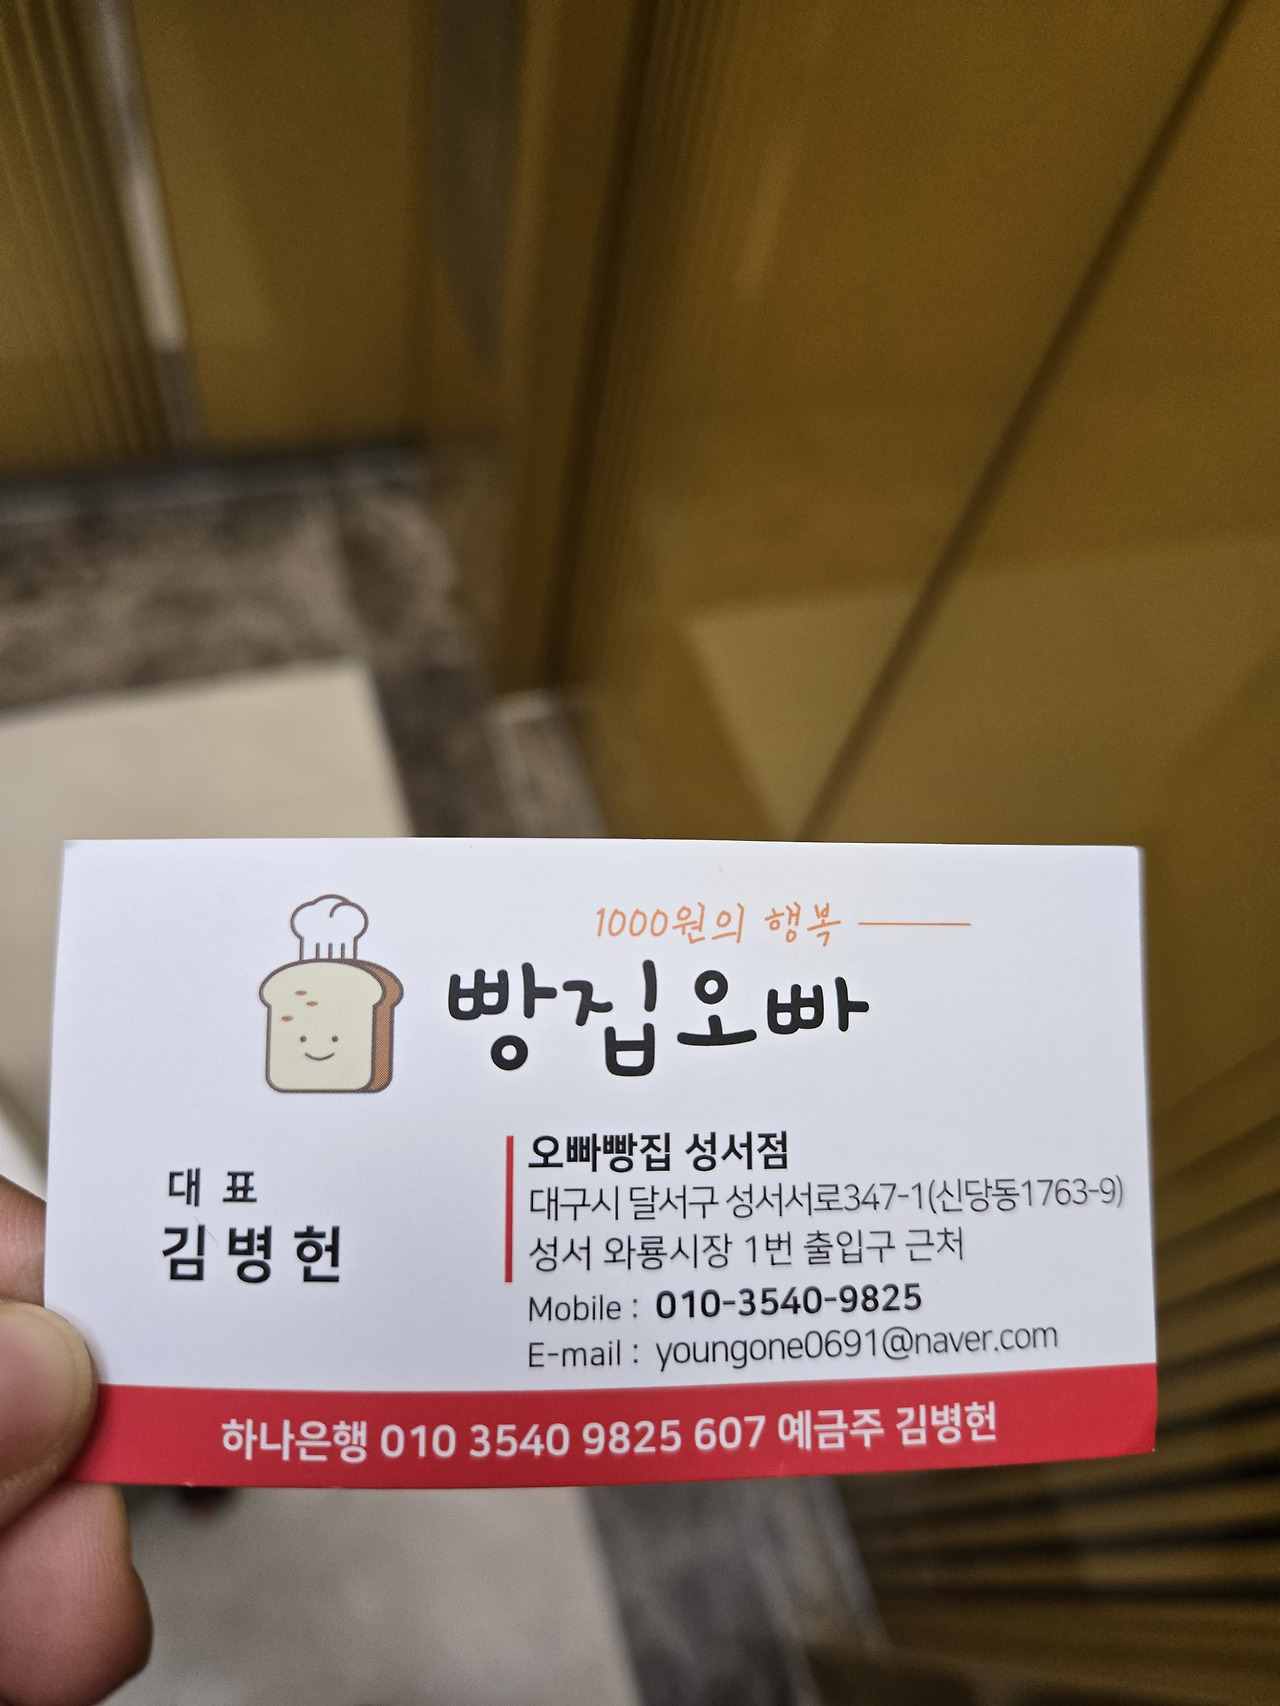 1000원의 행복
빵집오빠
대표
김병헌
오빠빵집 성서점
대구시 달서구 성서서로347-1(신당동1763-9)
성서 와룡시장 1번 출입구 근처
Mobile : 010-3540-9825
E-mail : youngone0691@naver.com
하나은행 010 3540 9825 607 예금주 김병헌